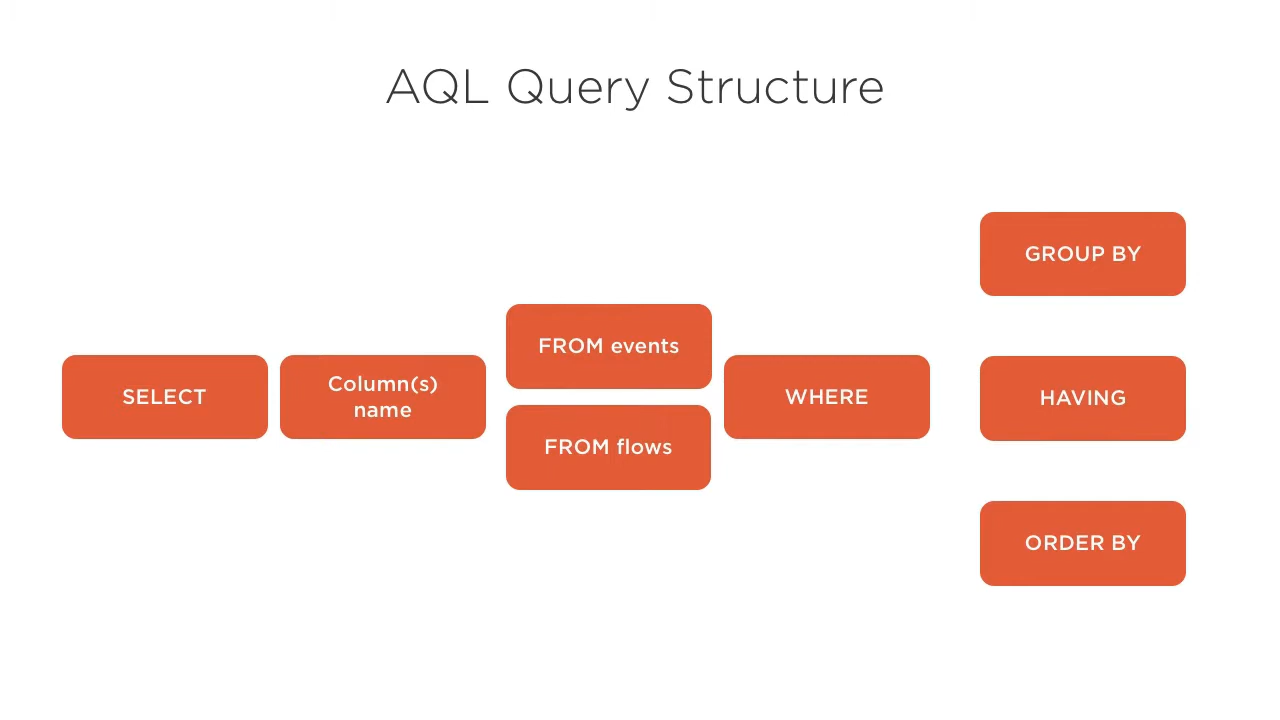 AQL Query Structure
SELECT
Column(s)
name
FROM events
FROM flows
WHERE
GROUP BY
HAVING
ORDER BY